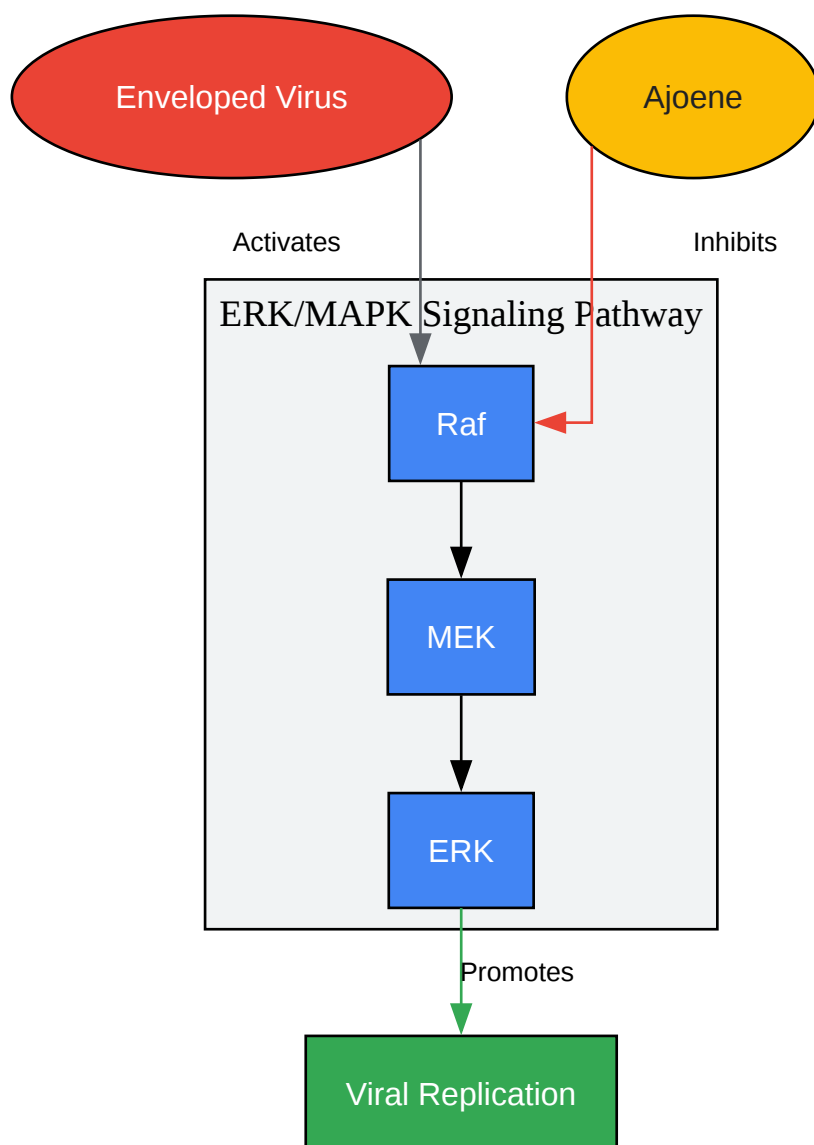 Enveloped Virus
Ajoene
Activates
Inhibits
ERK/MAPK Signaling Pathway
Raf
MEK
ERK
Promotes
Viral Replication